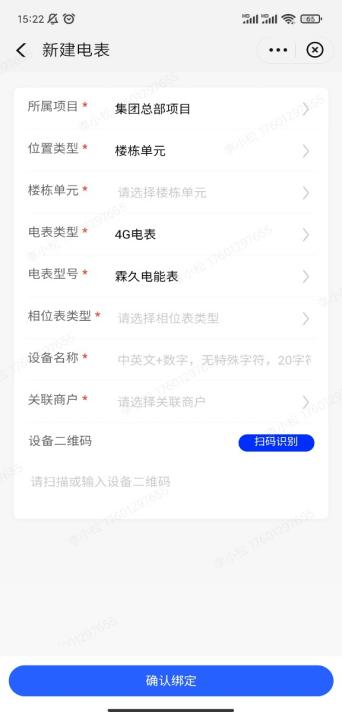 15:22
65
新建电表
所属项目 * 集团总部项目
位置类型 * 楼栋单元
楼栋单元 * 请选择楼栋单元
电表类型 * 4G电表
电表型号 * 霖久电能表
相位表类型 * 请选择相位表类型
设备名称 * 中英文+数字，无特殊字符，20字符
关联商户 * 请选择关联商户
设备二维码 扫码识别
请扫描或输入设备二维码
确认绑定
李小松 17601297655